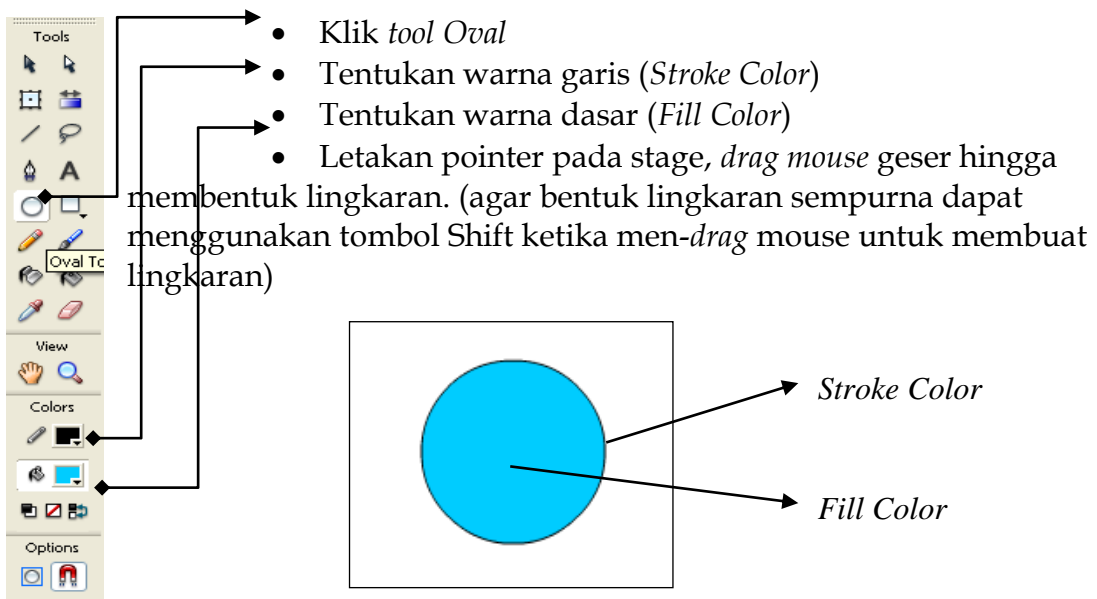 Tools
• Klik tool Oval
• Tentukan warna garis (Stroke Color)
• Tentukan warna dasar (Fill Color)
• Letakan pointer pada stage, drag mouse geser hingga
membentuk lingkaran. (agar bentuk lingkaran sempurna dapat
menggunakan tombol Shift ketika men-drag mouse untuk membuat
lingkaran)
A
Oval To
View
Colors
Options
Stroke Color
Fill Color